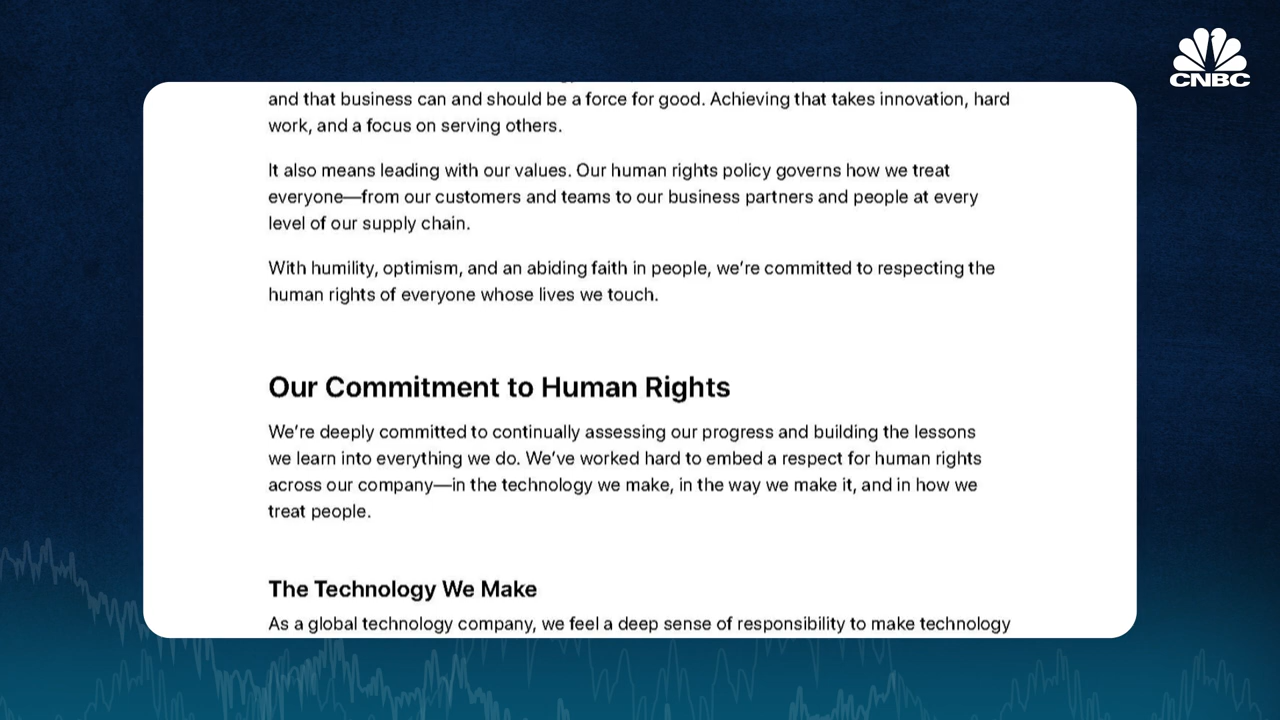 CNBC
and that business can and should be a force for good. Achieving that takes innovation, hard
work, and a focus on serving others.
It also means leading with our values. Our human rights policy governs how we treat
everyone—from our customers and teams to our business partners and people at every
level of our supply chain.
With humility, optimism, and an abiding faith in people, we’re committed to respecting the
human rights of everyone whose lives we touch.
Our Commitment to Human Rights
We’re deeply committed to continually assessing our progress and building the lessons
we learn into everything we do. We’ve worked hard to embed a respect for human rights
across our company—in the technology we make, in the way we make it, and in how we
treat people.
The Technology We Make
As a global technology company, we feel a deep sense of responsibility to make technology